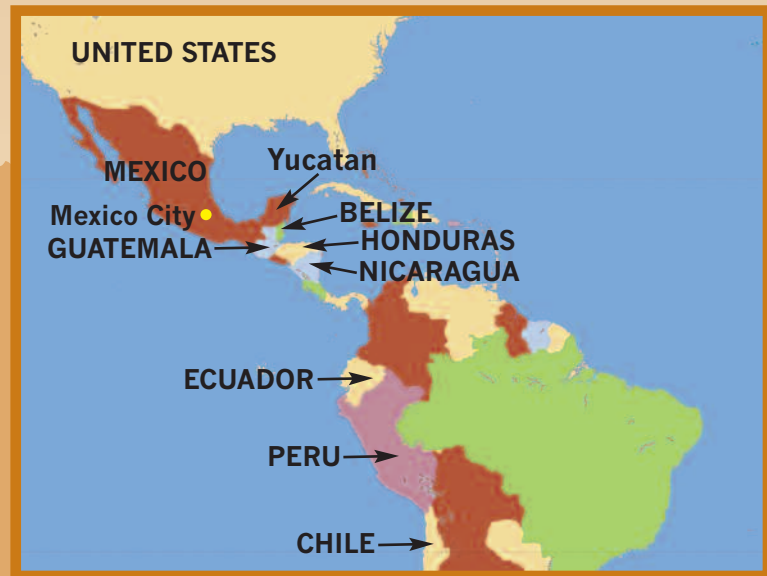 UNITED STATES
MEXICO
Yucatan
Mexico City
BELIZE
GUATEMALA
HONDURAS
NICARAGUA
ECUADOR
PERU
CHILE